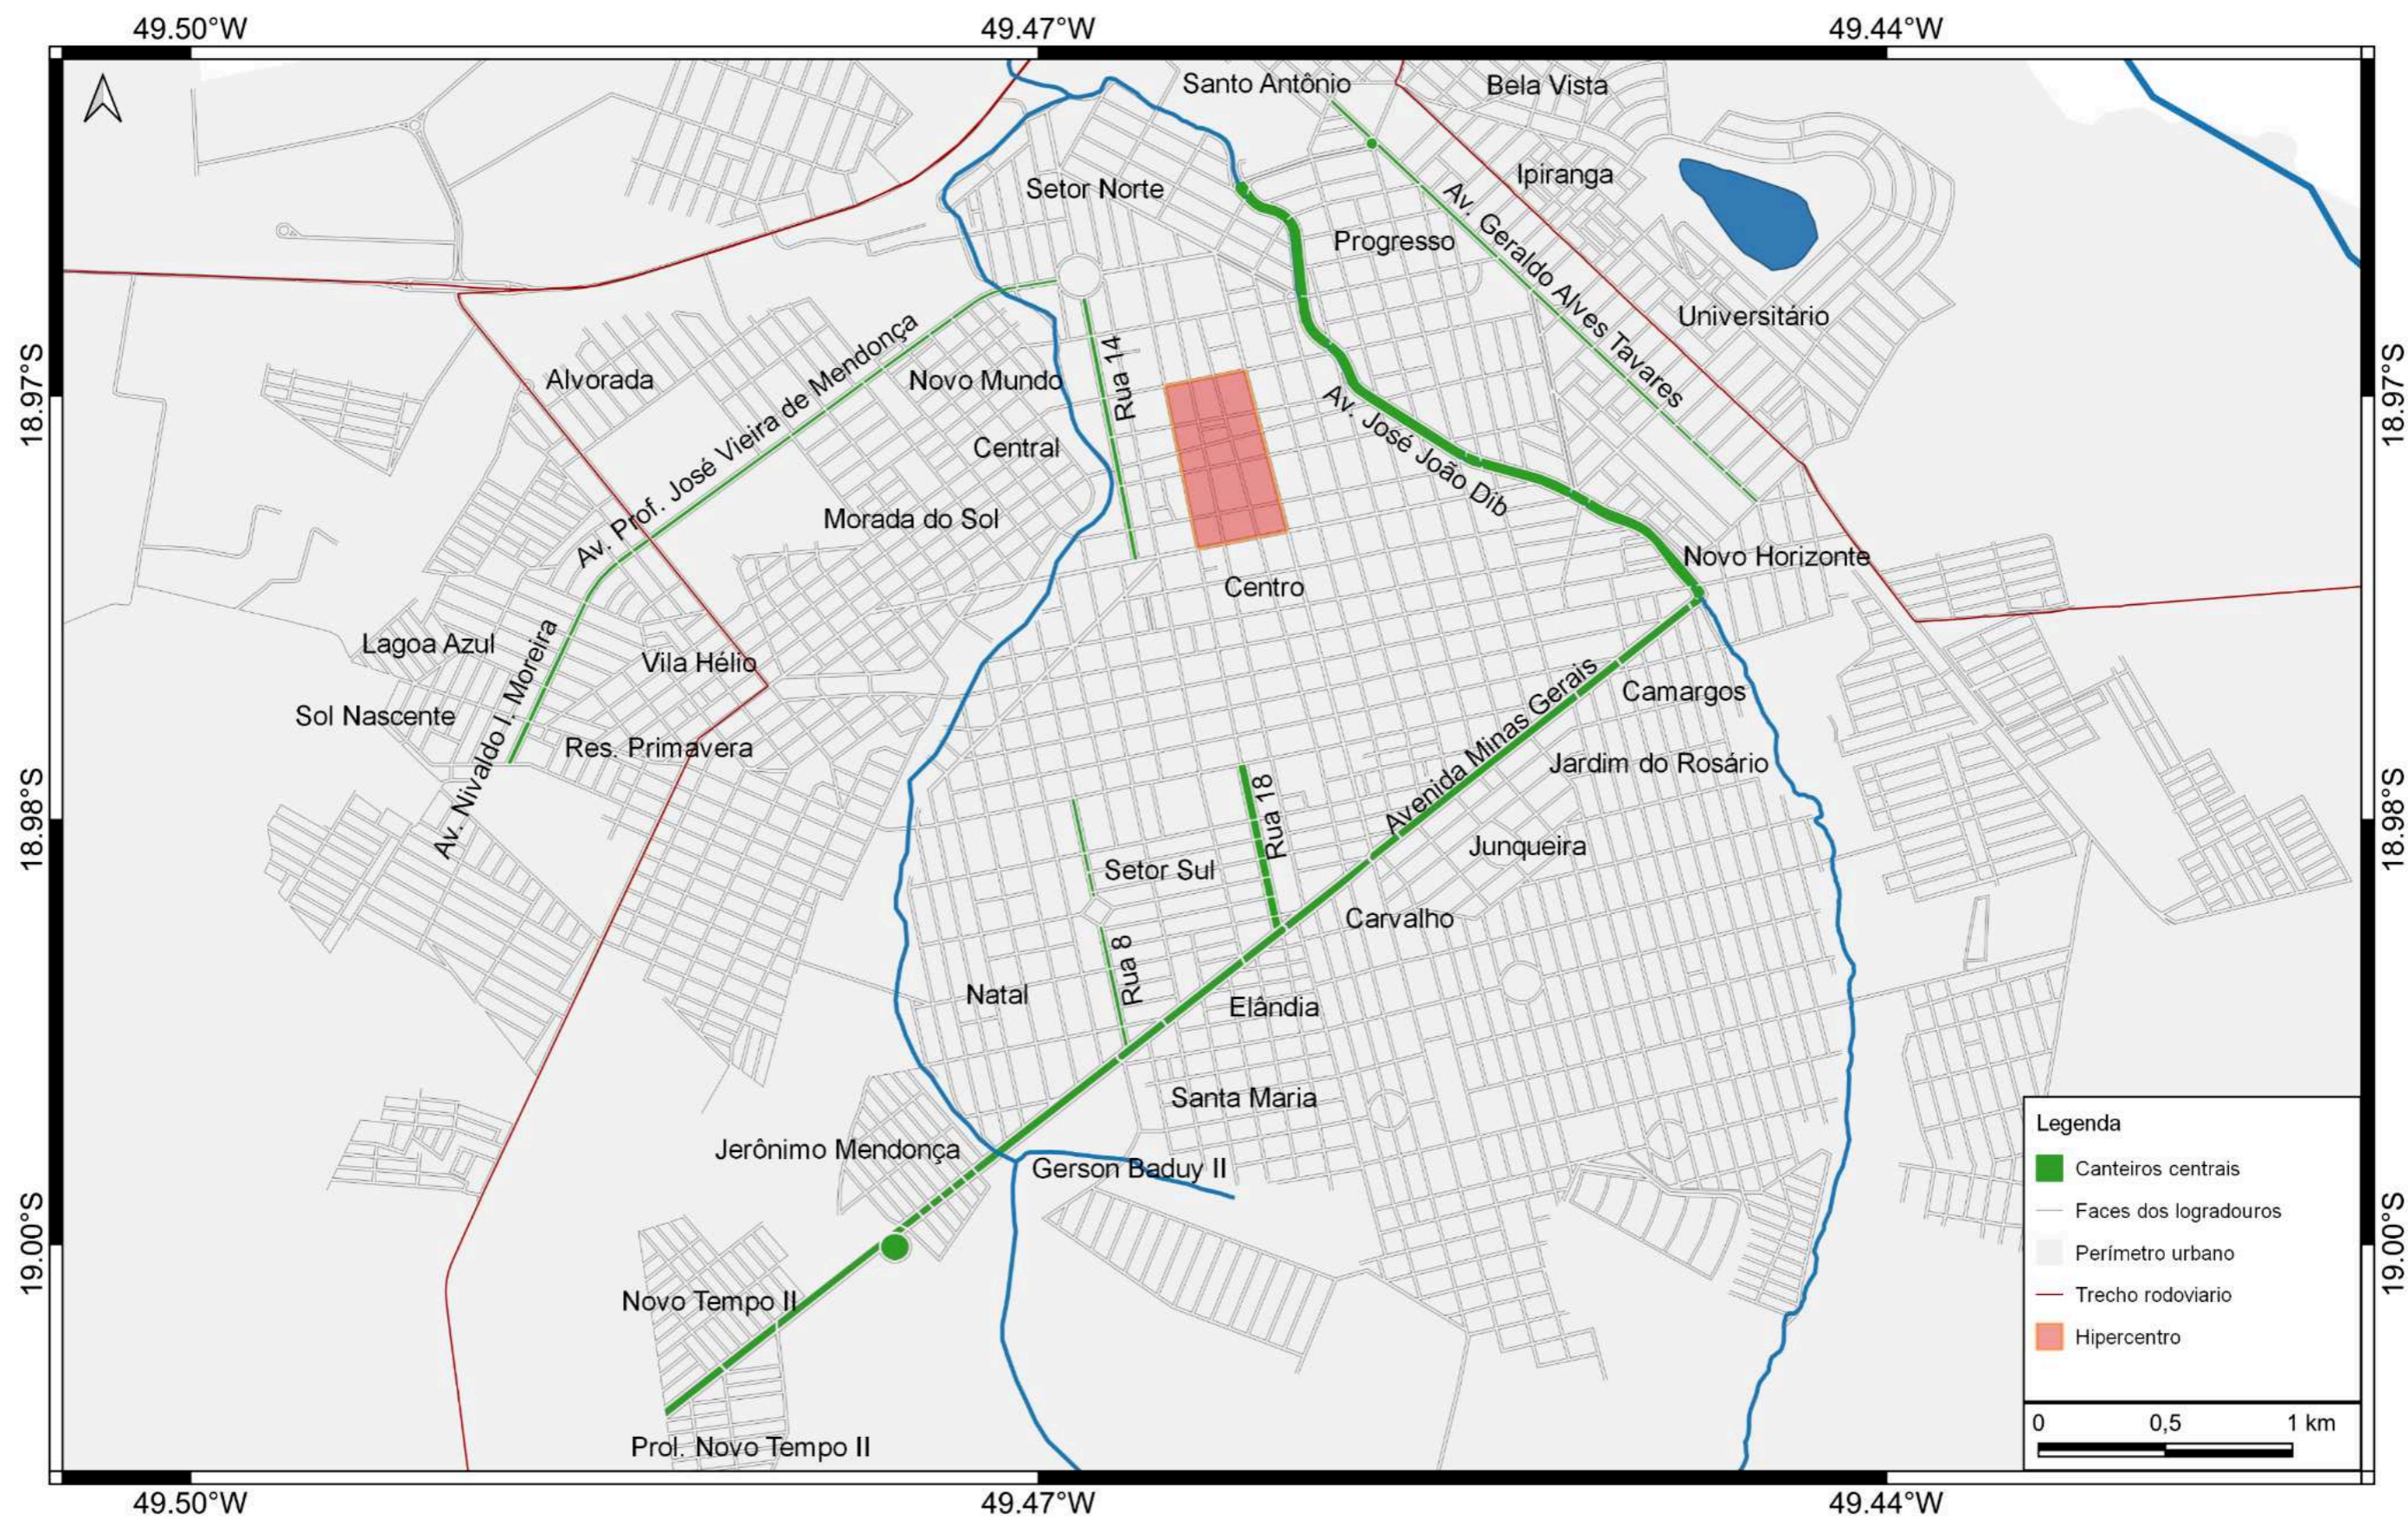 49.50°W
49.47°W
49.44°W
Santo Antônio
Bela Vista
Ipiranga
Setor Norte
Progresso
Av. Geraldo Alves Tavares
Universitário
18.97°S
Alvorada
Av. Prof. José Vieira de Mendonça
Novo Mundo
Rua 14
Av. José João Dib
18.97°S
Central
Morada do Sol
Novo Horizonte
Centro
Lagoa Azul
Vila Hélio
Av. Nivaldo I. Moreira
Sol Nascente
Res. Primavera
Camargos
Avenida Minas Gerais
Jardim do Rosário
18.98°S
Rua 18
18.98°S
Junqueira
Setor Sul
Carvalho
Rua 8
Natal
Elândia
Santa Maria
Jerônimo Mendonça
Gerson Baduy II
19.00°S
19.00°S
Novo Tempo II
Prol. Novo Tempo II
Legenda
Canteiros centrais
Faces dos logradouros
Perímetro urbano
Trecho rodoviario
Hipercentro
0 0,5 1 km
49.50°W
49.47°W
49.44°W